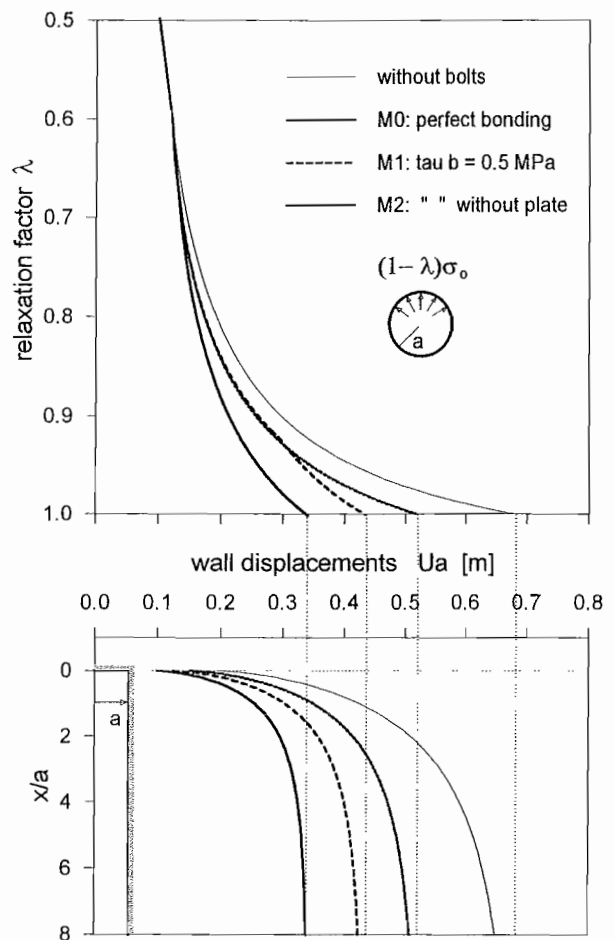 0.5
0.6
0.7
0.8
0.9
1.0
relaxation factor λ
without bolts
M0: perfect bonding
M1: tau b = 0.5 MPa
M2: " " without plate
(1- λ)σₒ
a
wall displacements Ua [m]
0.0 0.1 0.2 0.3 0.4 0.5 0.6 0.7 0.8
0
2
4
6
8
x/a
a